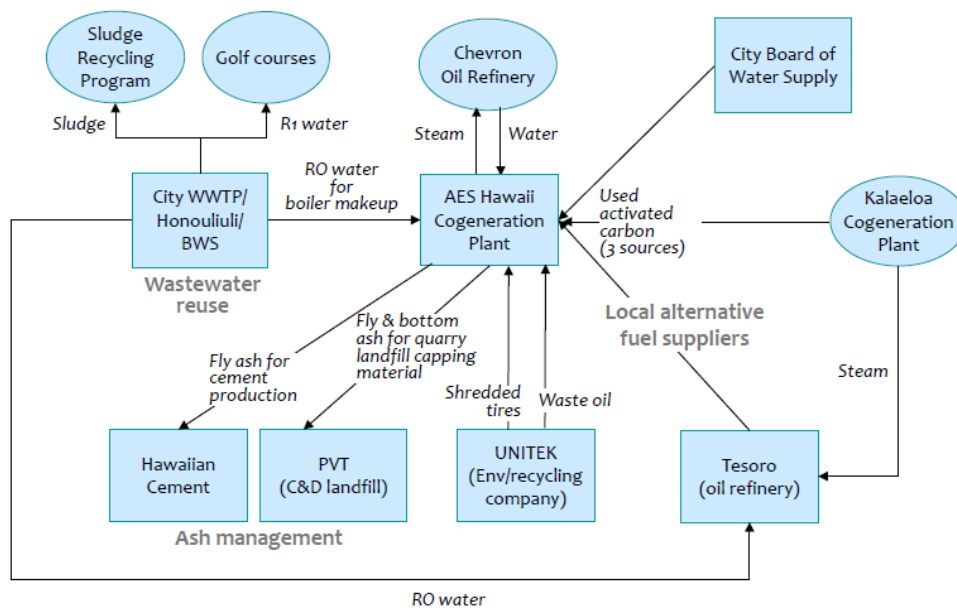 Sludge
Recycling
Program
Golf courses
Chevron
Oil Refinery
City Board of
Water Supply
Sludge
R1 water
Steam
Water
RO water
for
boiler makeup
City WWTP/
Honouliuli/
BWS
AES Hawaii
Cogeneration
Plant
Used
activated
carbon
(3 sources)
Kalaeloa
Cogeneration
Plant
Wastewater
reuse
Local alternative
fuel suppliers
Fly & bottom
ash for quarry
landfill capping
material
Fly ash for
cement
production
Shredded
tires
Waste oil
Steam
Hawaiian
Cement
PVT
(C&D landfill)
UNITEK
(Env/recycling
company)
Tesoro
(oil refinery)
Ash management
RO water